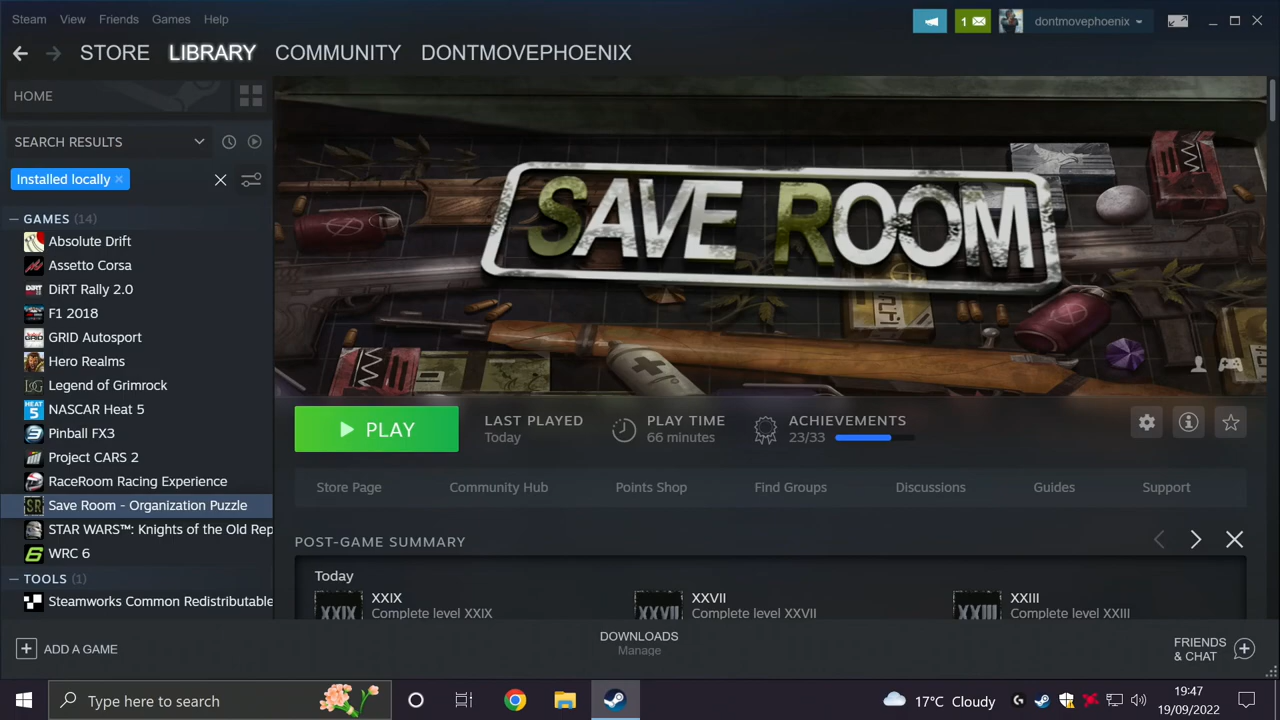 Steam View Friends Games Help
1 dontmovephoenix
STORE LIBRARY COMMUNITY DONTMOVEPHOENIX
HOME
SEARCH RESULTS
Installed locally
GAMES (14)
Absolute Drift
Assetto Corsa
DiRT Rally 2.0
F1 2018
GRID Autosport
Hero Realms
Legend of Grimrock
NASCAR Heat 5
Pinball FX3
Project CARS 2
RaceRoom Racing Experience
Save Room - Organization Puzzle
STAR WARS™: Knights of the Old Rep
WRC 6
TOOLS (1)
Steamworks Common Redistributable
ADD A GAME
SAVE ROOM
PLAY
LAST PLAYED
Today
PLAY TIME
66 minutes
ACHIEVEMENTS
23/33
Store Page Community Hub Points Shop Find Groups Discussions Guides Support
POST-GAME SUMMARY
Today
XXIX
Complete level XXIX
XXVII
Complete level XXVII
XXIII
Complete level XXIII
DOWNLOADS
Manage
FRIENDS
& CHAT
Type here to search
17°C Cloudy
19:47
19/09/2022